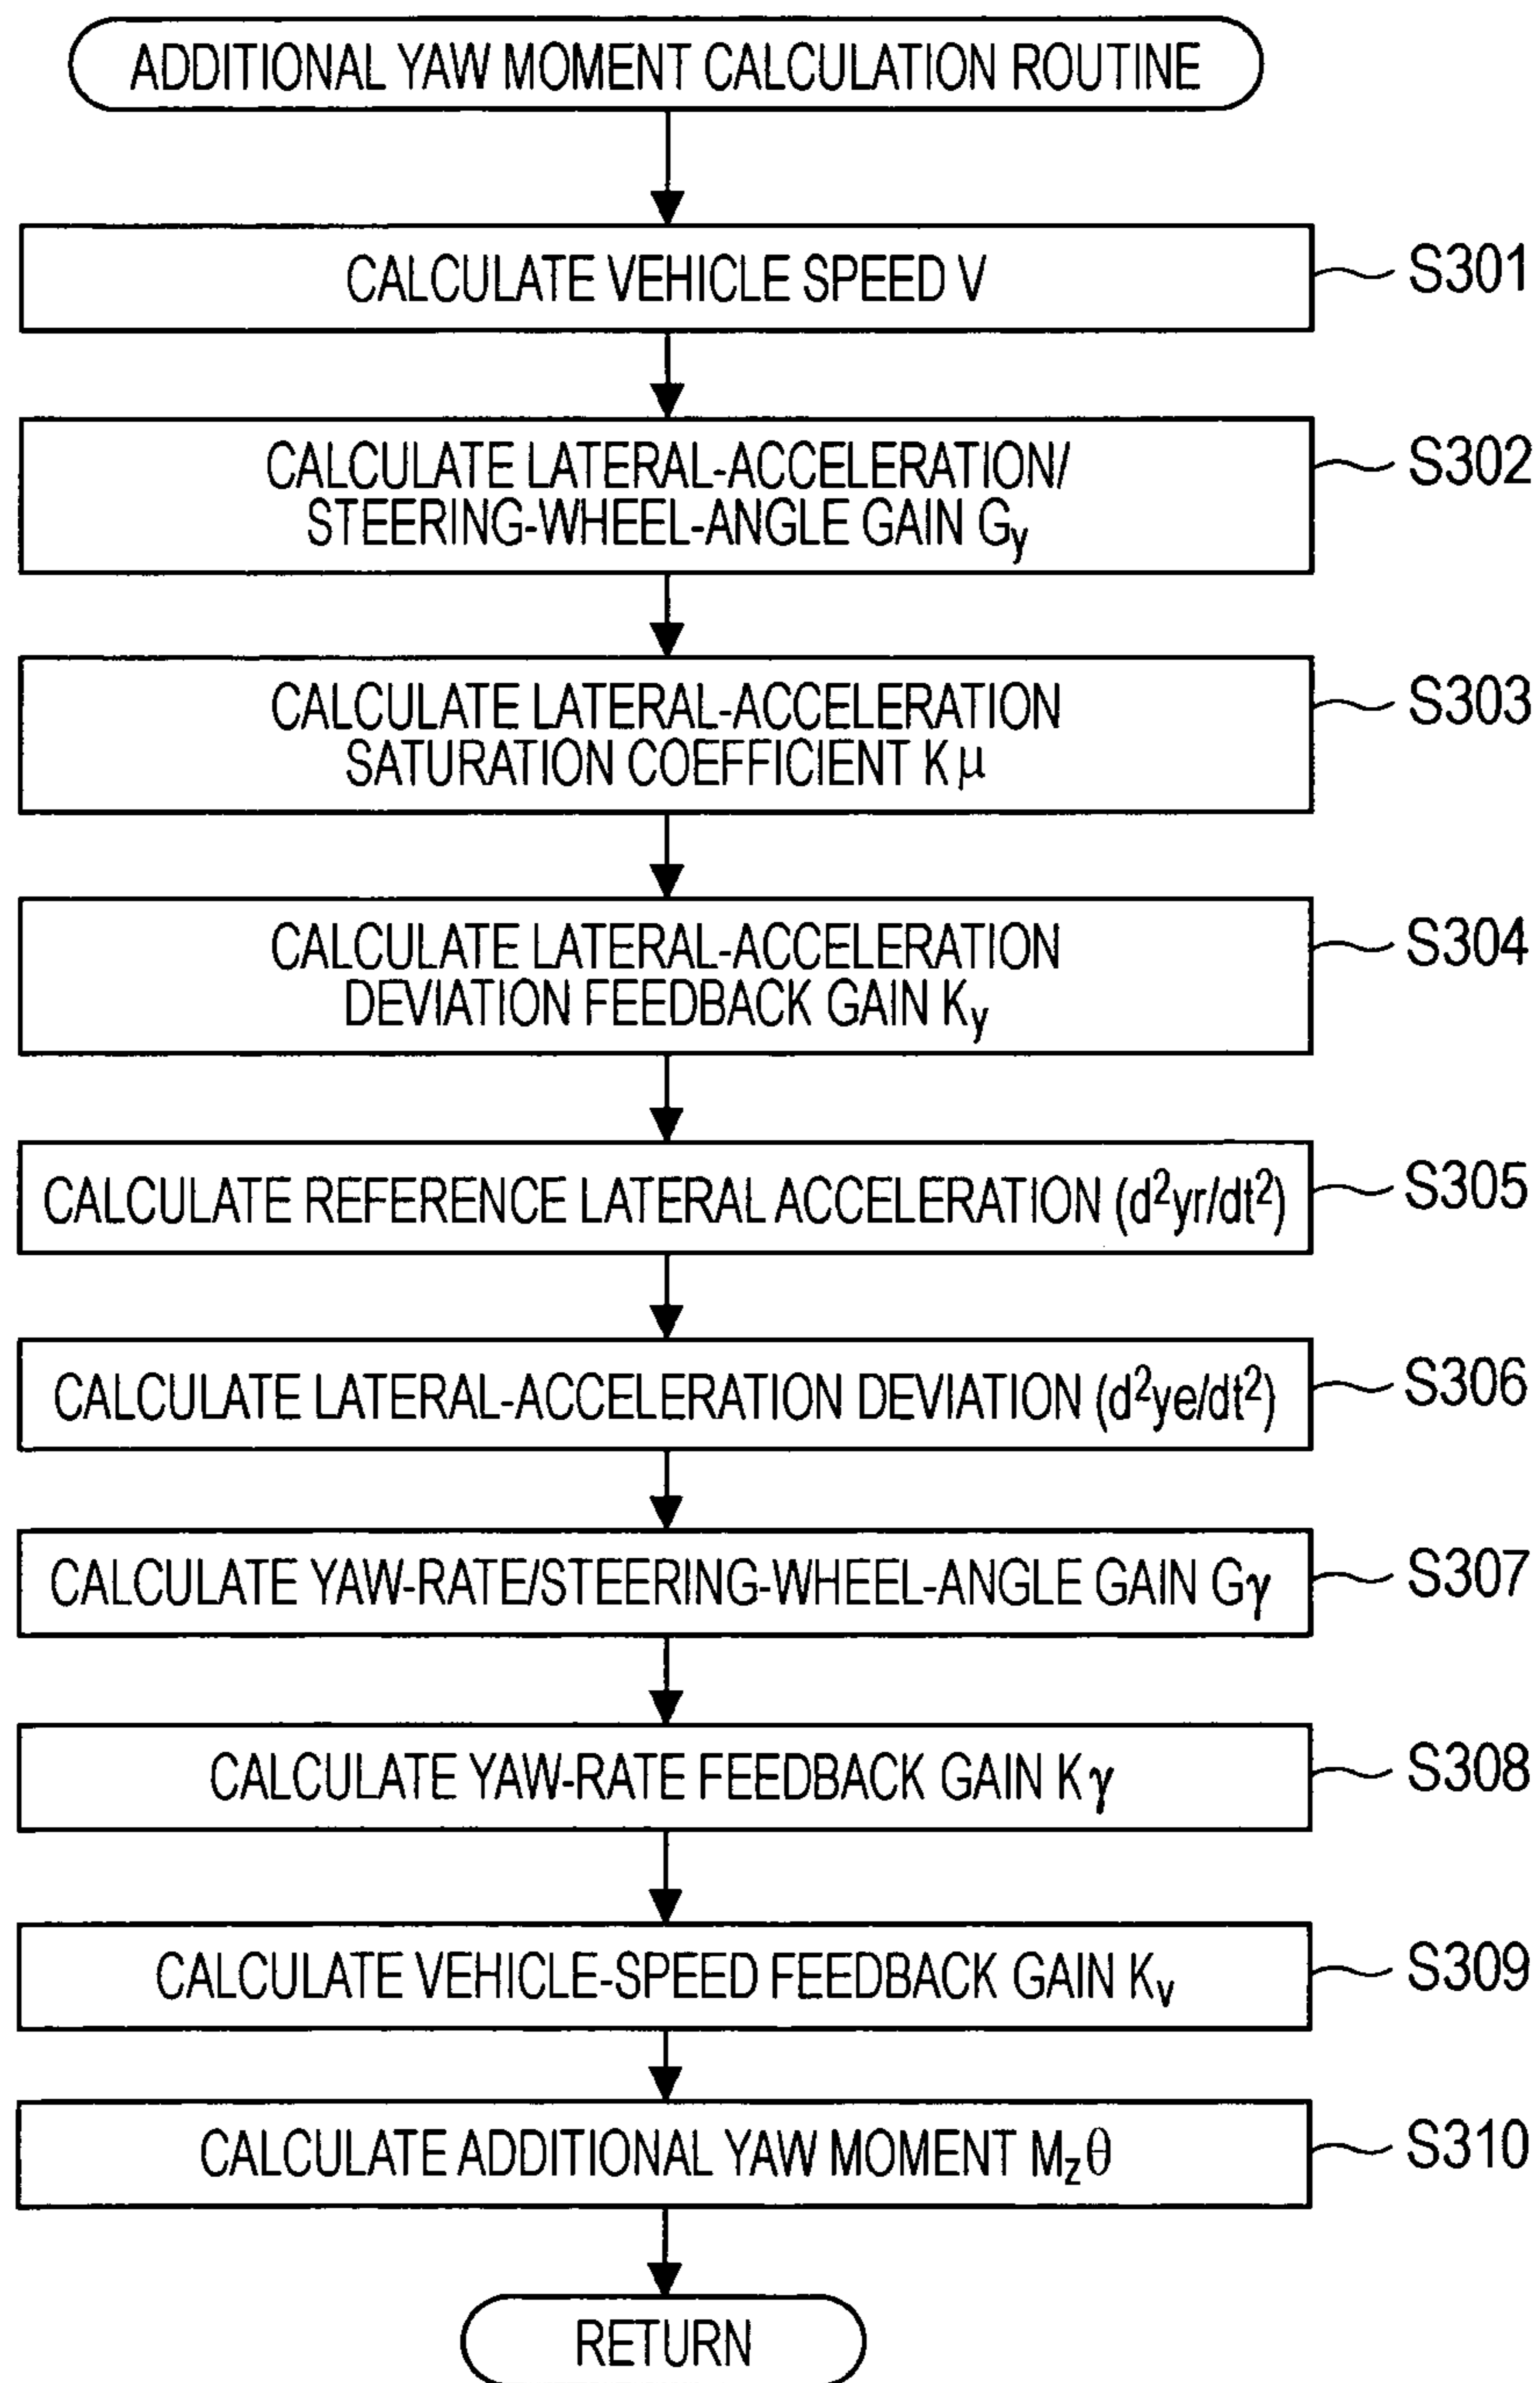 ADDITIONAL YAW MOMENT CALCULATION ROUTINE
CALCULATE VEHICLE SPEED V
S301
CALCULATE LATERAL-ACCELERATION/
STEERING-WHEEL-ANGLE GAIN Gy
S302
CALCULATE LATERAL-ACCELERATION
SATURATION COEFFICIENT Kμ
S303
CALCULATE LATERAL-ACCELERATION
DEVIATION FEEDBACK GAIN Ky
S304
CALCULATE REFERENCE LATERAL ACCELERATION (d²yr/dt²)
S305
CALCULATE LATERAL-ACCELERATION DEVIATION (d²ye/dt²)
S306
CALCULATE YAW-RATE/STEERING-WHEEL-ANGLE GAIN Gγ
S307
CALCULATE YAW-RATE FEEDBACK GAIN Kγ
S308
CALCULATE VEHICLE-SPEED FEEDBACK GAIN Kv
S309
CALCULATE ADDITIONAL YAW MOMENT Mzθ
S310
RETURN